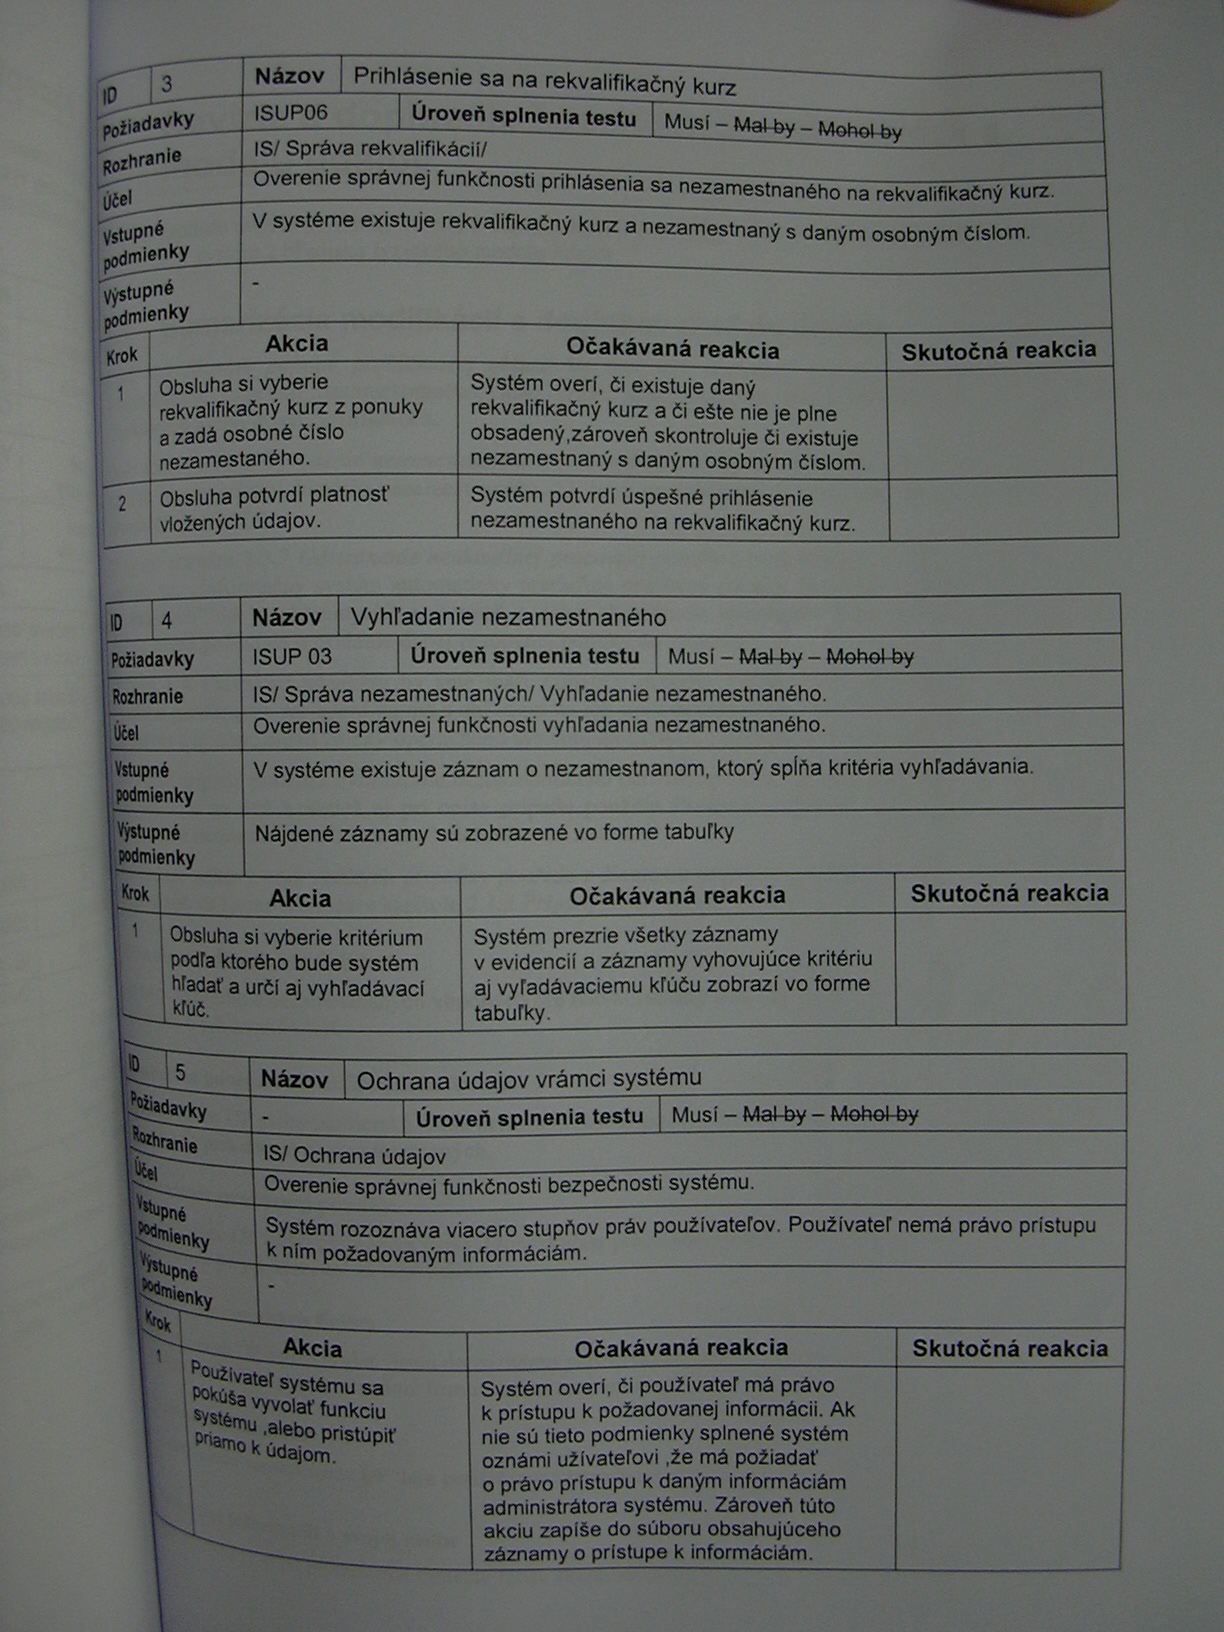 ID 3 Názov Prihlásenie sa na rekvalifikačný kurz
Požiadavky ISUP06 Úroveň splnenia testu Musí – Mal by – Mohol by
Rozhranie IS/ Správa rekvalifikácií/
Účel Overenie správnej funkčnosti prihlásenia sa nezamestnaného na rekvalifikačný kurz.
Vstupné podmienky V systéme existuje rekvalifikačný kurz a nezamestnaný s daným osobným číslom.
Výstupné podmienky -
Krok Akcia Očakávaná reakcia Skutočná reakcia
1
Obsluha si vyberie
rekvalifikačný kurz z ponuky
a zadá osobné číslo
nezamestaného.
Systém overí, či existuje daný
rekvalifikačný kurz a či ešte nie je plne
obsadený,zároveň skontroluje či existuje
nezamestnaný s daným osobným číslom.
2
Obsluha potvrdí platnosť
vložených údajov.
Systém potvrdí úspešné prihlásenie
nezamestnaného na rekvalifikačný kurz.
ID 4 Názov Vyhľadanie nezamestnaného
Požiadavky ISUP 03 Úroveň splnenia testu Musí – Mal by – Mohol by
Rozhranie IS/ Správa nezamestnaných/ Vyhľadanie nezamestnaného.
Účel Overenie správnej funkčnosti vyhľadania nezamestnaného.
Vstupné podmienky V systéme existuje záznam o nezamestnanom, ktorý spĺňa kritéria vyhľadávania.
Výstupné podmienky Nájdené záznamy sú zobrazené vo forme tabuľky
Krok Akcia Očakávaná reakcia Skutočná reakcia
1
Obsluha si vyberie kritérium
podľa ktorého bude systém
hľadať a určí aj vyhľadávací
kľúč.
Systém prezrie všetky záznamy
v evidencií a záznamy vyhovujúce kritériu
aj vyľadávaciemu kľúču zobrazí vo forme
tabuľky.
ID 5 Názov Ochrana údajov vrámci systému
Požiadavky - Úroveň splnenia testu Musí – Mal by – Mohol by
Rozhranie IS/ Ochrana údajov
Účel Overenie správnej funkčnosti bezpečnosti systému.
Vstupné podmienky Systém rozoznáva viacero stupňov práv používateľov. Používateľ nemá právo prístupu
k ním požadovaným informáciám.
Výstupné podmienky -
Krok Akcia Očakávaná reakcia Skutočná reakcia
1
Používateľ systému sa
pokúša vyvolať funkciu
systému ,alebo pristúpiť
priamo k údajom.
Systém overí, či používateľ má právo
k prístupu k požadovanej informácii. Ak
nie sú tieto podmienky splnené systém
oznámi užívateľovi ,že má požiadať
o právo prístupu k daným informáciám
administrátora systému. Zároveň túto
akciu zapíše do súboru obsahujúceho
záznamy o prístupe k informáciám.